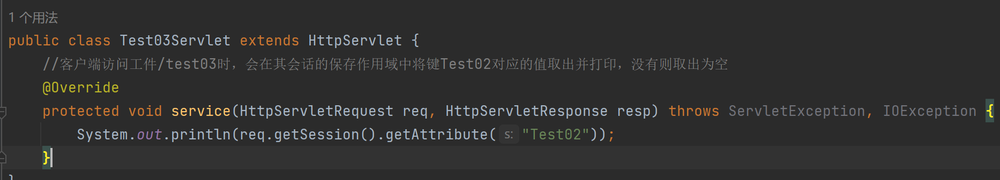 1 个用法
public class Test03Servlet extends HttpServlet {
//客户端访问工件/test03时，会在其会话的保存作用域中将键Test02对应的值取出并打印，没有则取出为空
@Override
protected void service(HttpServletRequest req, HttpServletResponse resp) throws ServletException, IOException {
System.out.println(req.getSession().getAttribute( s: "Test02"));
}
}